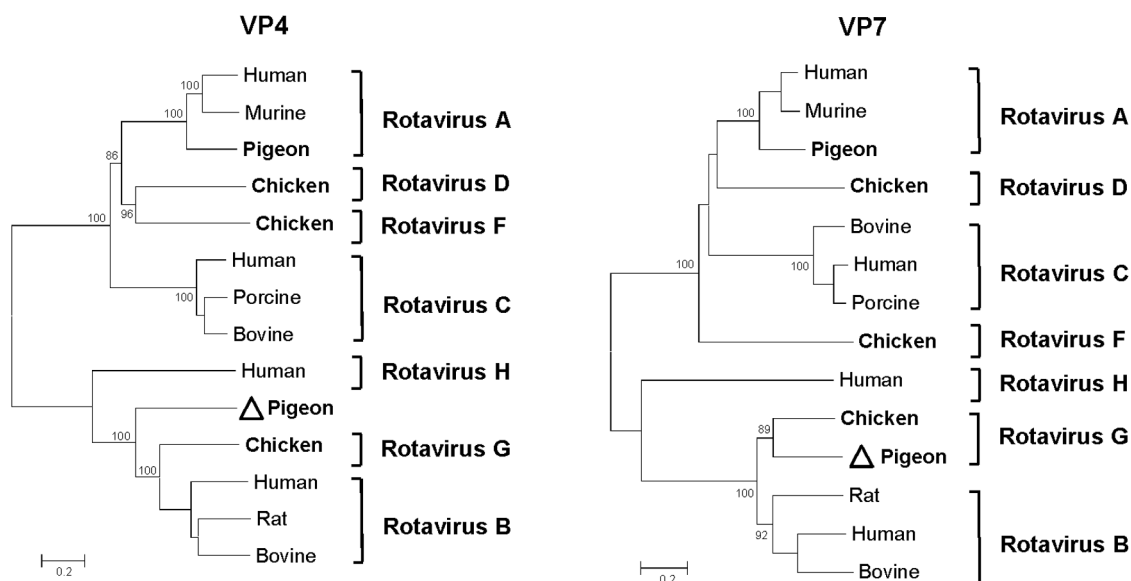 VP4
Human
Murine
Pigeon
Rotavirus A
Chicken
Rotavirus D
Chicken
Rotavirus F
Human
Porcine
Bovine
Rotavirus C
Human
Rotavirus H
Pigeon
Chicken
Rotavirus G
Human
Rat
Bovine
Rotavirus B
100
100
86
96
100
100
100
100
0.2
VP7
Human
Murine
Pigeon
Rotavirus A
Chicken
Rotavirus D
Bovine
Human
Porcine
Rotavirus C
Chicken
Rotavirus F
Human
Rotavirus H
Chicken
Pigeon
Rotavirus G
Rat
Human
Bovine
Rotavirus B
100
100
100
89
100
92
0.2